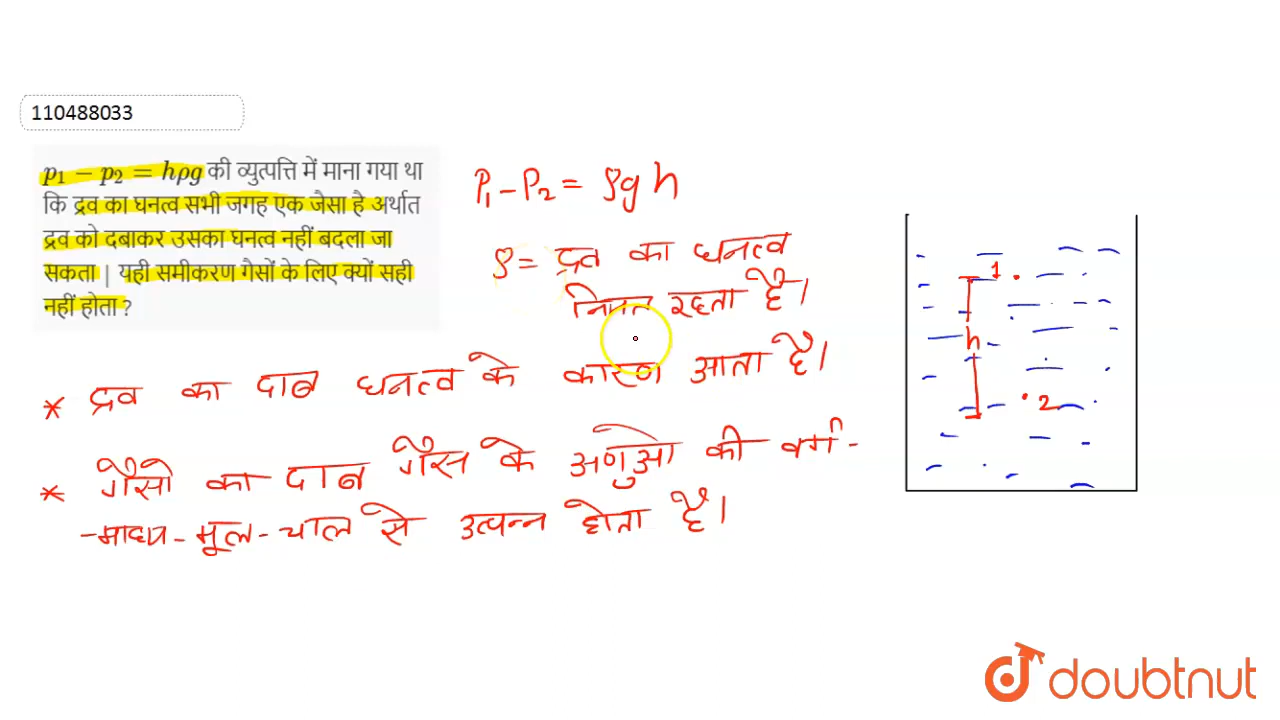 110488033
p₁ − p₂ = hρg की व्युत्पत्ति में माना गया था
कि द्रव का घनत्व सभी जगह एक जैसा है अर्थात
द्रव को दबाकर उसका घनत्व नहीं बदला जा
सकता | यही समीकरण गैसों के लिए क्यों सही
नहीं होता ?
P₁ - P₂ = ρg h
ρ = द्रव का घनत्व
नियत रहता है।
* द्रव का दाब घनत्व के कारण आता है।
* गैसो का दाब गैस के अणुओ की वर्ग-
-माध्य-मूल-चाल से उत्पन्न होता है।
1
h
2
doubtnut